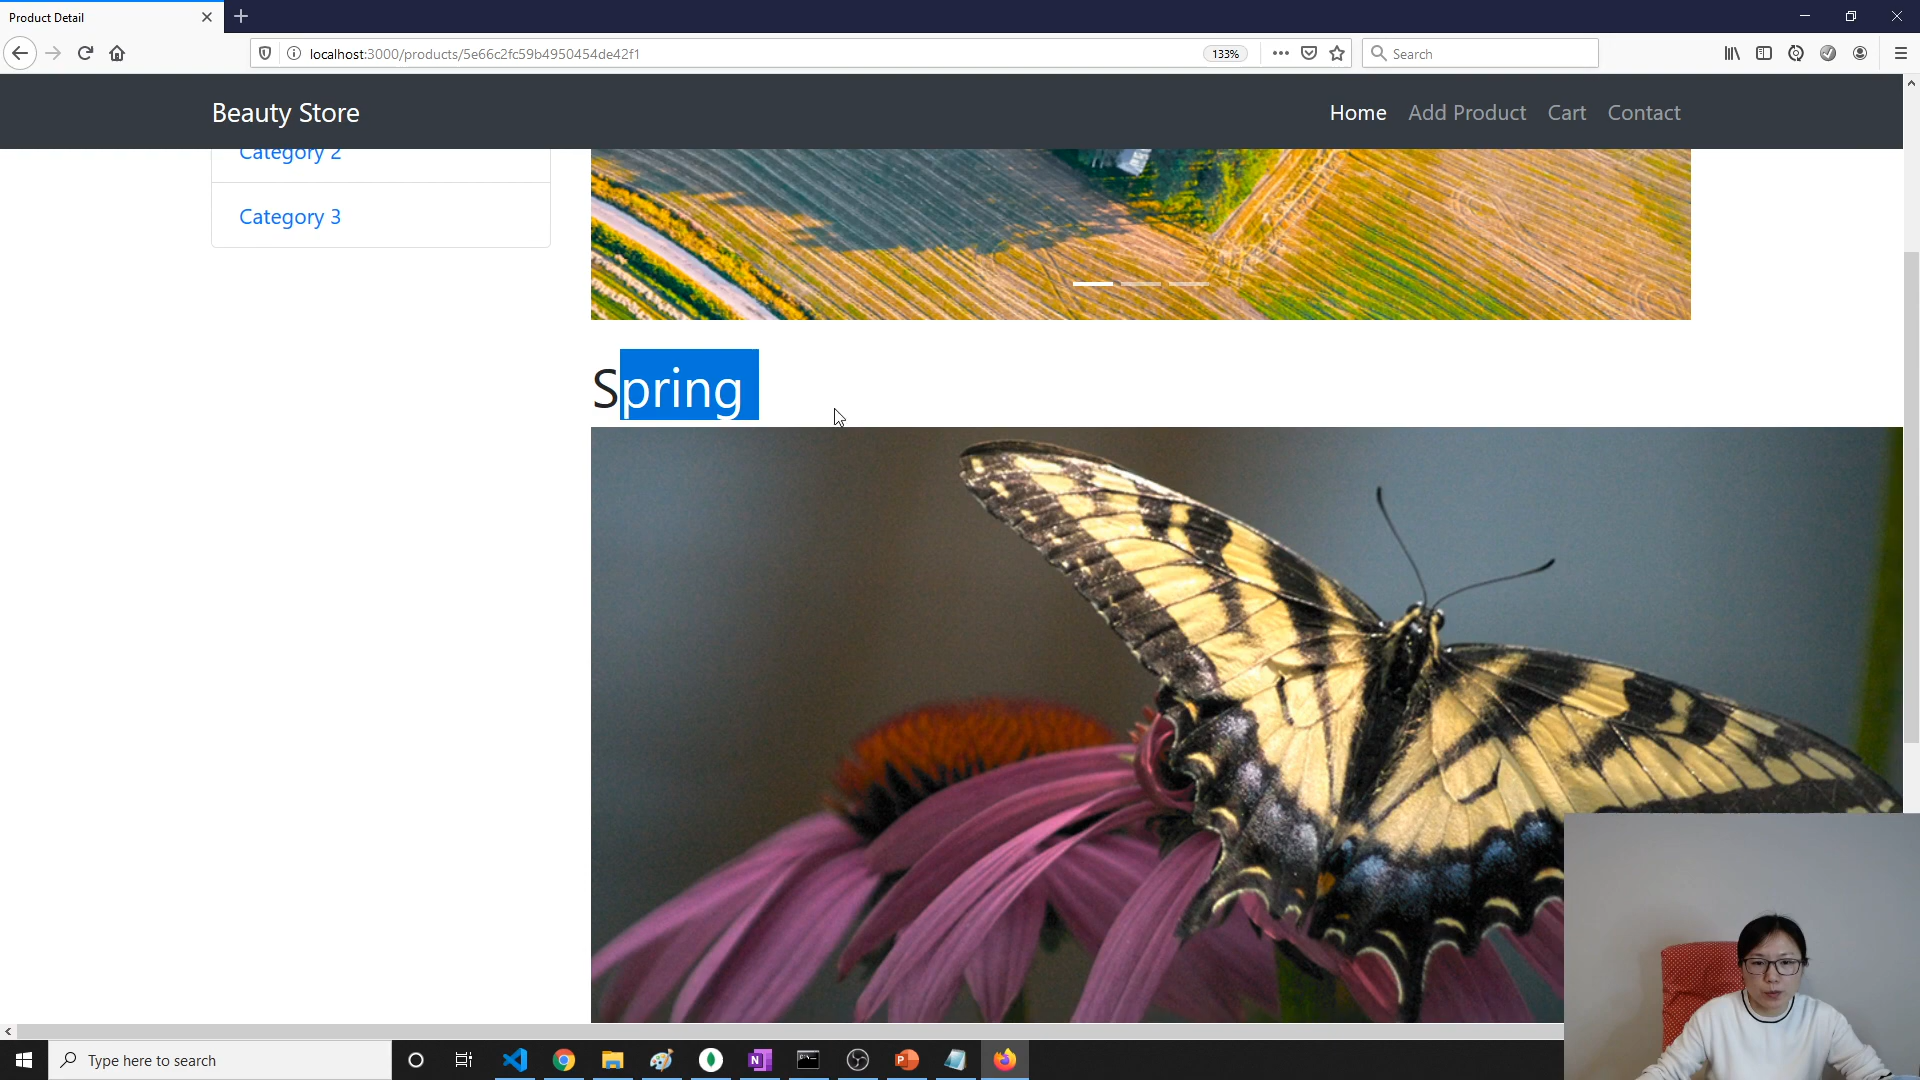 Product Detail
localhost:3000/products/5e66c2fc59b4950454de42f1
133%
Search
Beauty Store
Home
Add Product
Cart
Contact
Category 2
Category 3
Spring
Type here to search